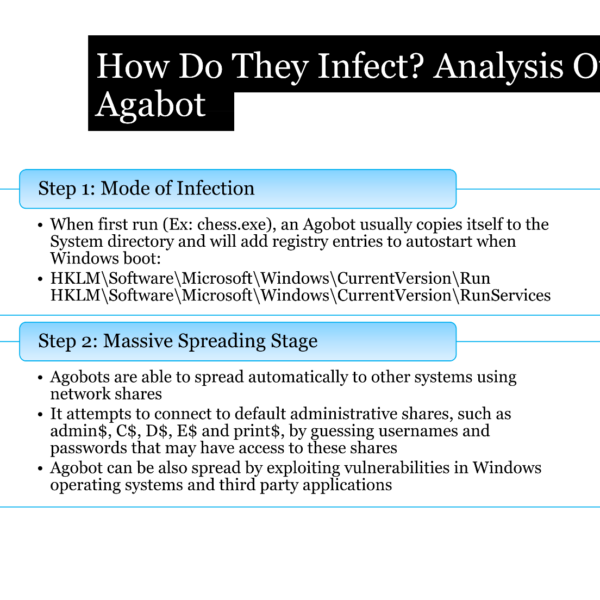 How Do They Infect? Analysis O
Agabot
Step 1: Mode of Infection
• When first run (Ex: chess.exe), an Agobot usually copies itself to the
System directory and will add registry entries to autostart when
Windows boot:
• HKLM\Software\Microsoft\Windows\CurrentVersion\Run
HKLM\Software\Microsoft\Windows\CurrentVersion\RunServices
Step 2: Massive Spreading Stage
• Agobots are able to spread automatically to other systems using
network shares
• It attempts to connect to default administrative shares, such as
admin$, C$, D$, E$ and print$, by guessing usernames and
passwords that may have access to these shares
• Agobot can be also spread by exploiting vulnerabilities in Windows
operating systems and third party applications